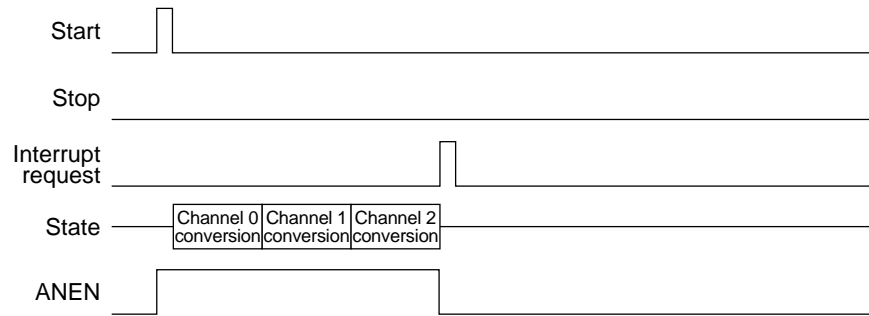 Start
Stop
Interrupt
request
State
Channel 0 Channel 1 Channel 2
conversion conversion conversion
ANEN